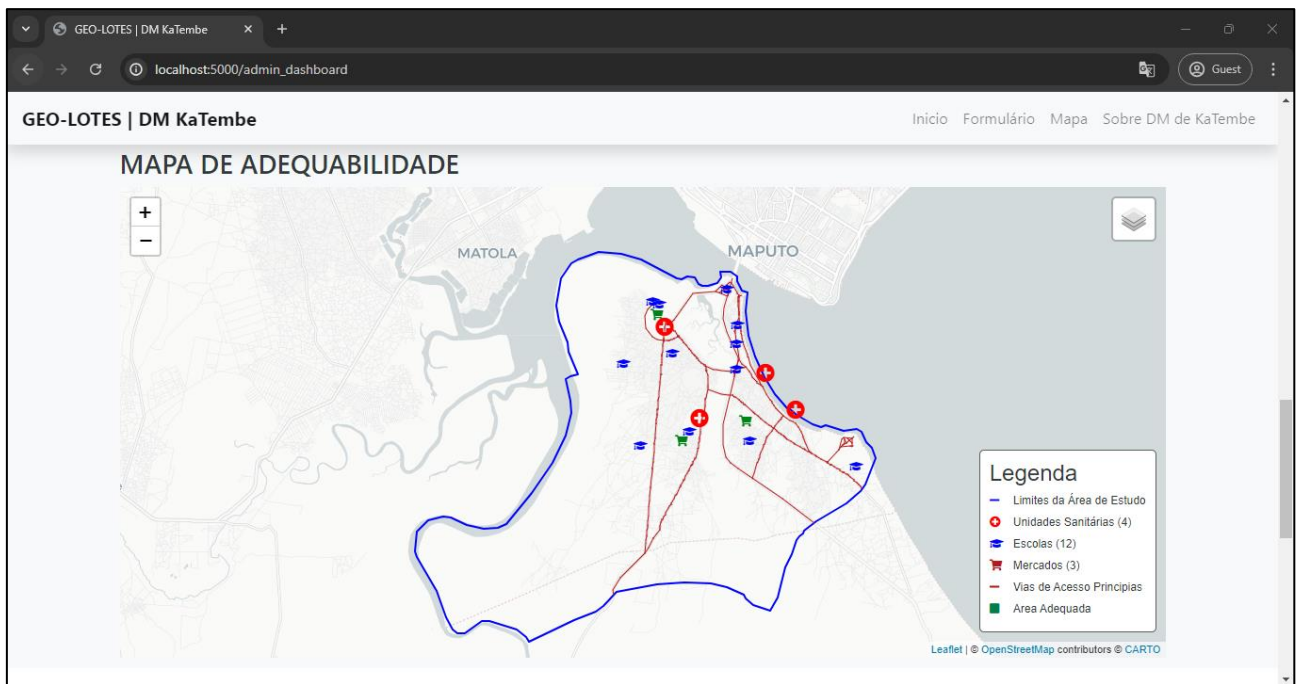 GEO-LOTES | DM KaTembe
localhost:5000/admin_dashboard
Guest
GEO-LOTES | DM KaTembe
Inicio Formulário Mapa Sobre DM de KaTembe
MAPA DE ADEQUABILIDADE
+
−
MATOLA
MAPUTO
Legenda
Limites da Área de Estudo
Unidades Sanitárias (4)
Escolas (12)
Mercados (3)
Vias de Acesso Principias
Area Adequada
Leaflet | © OpenStreetMap contributors © CARTO